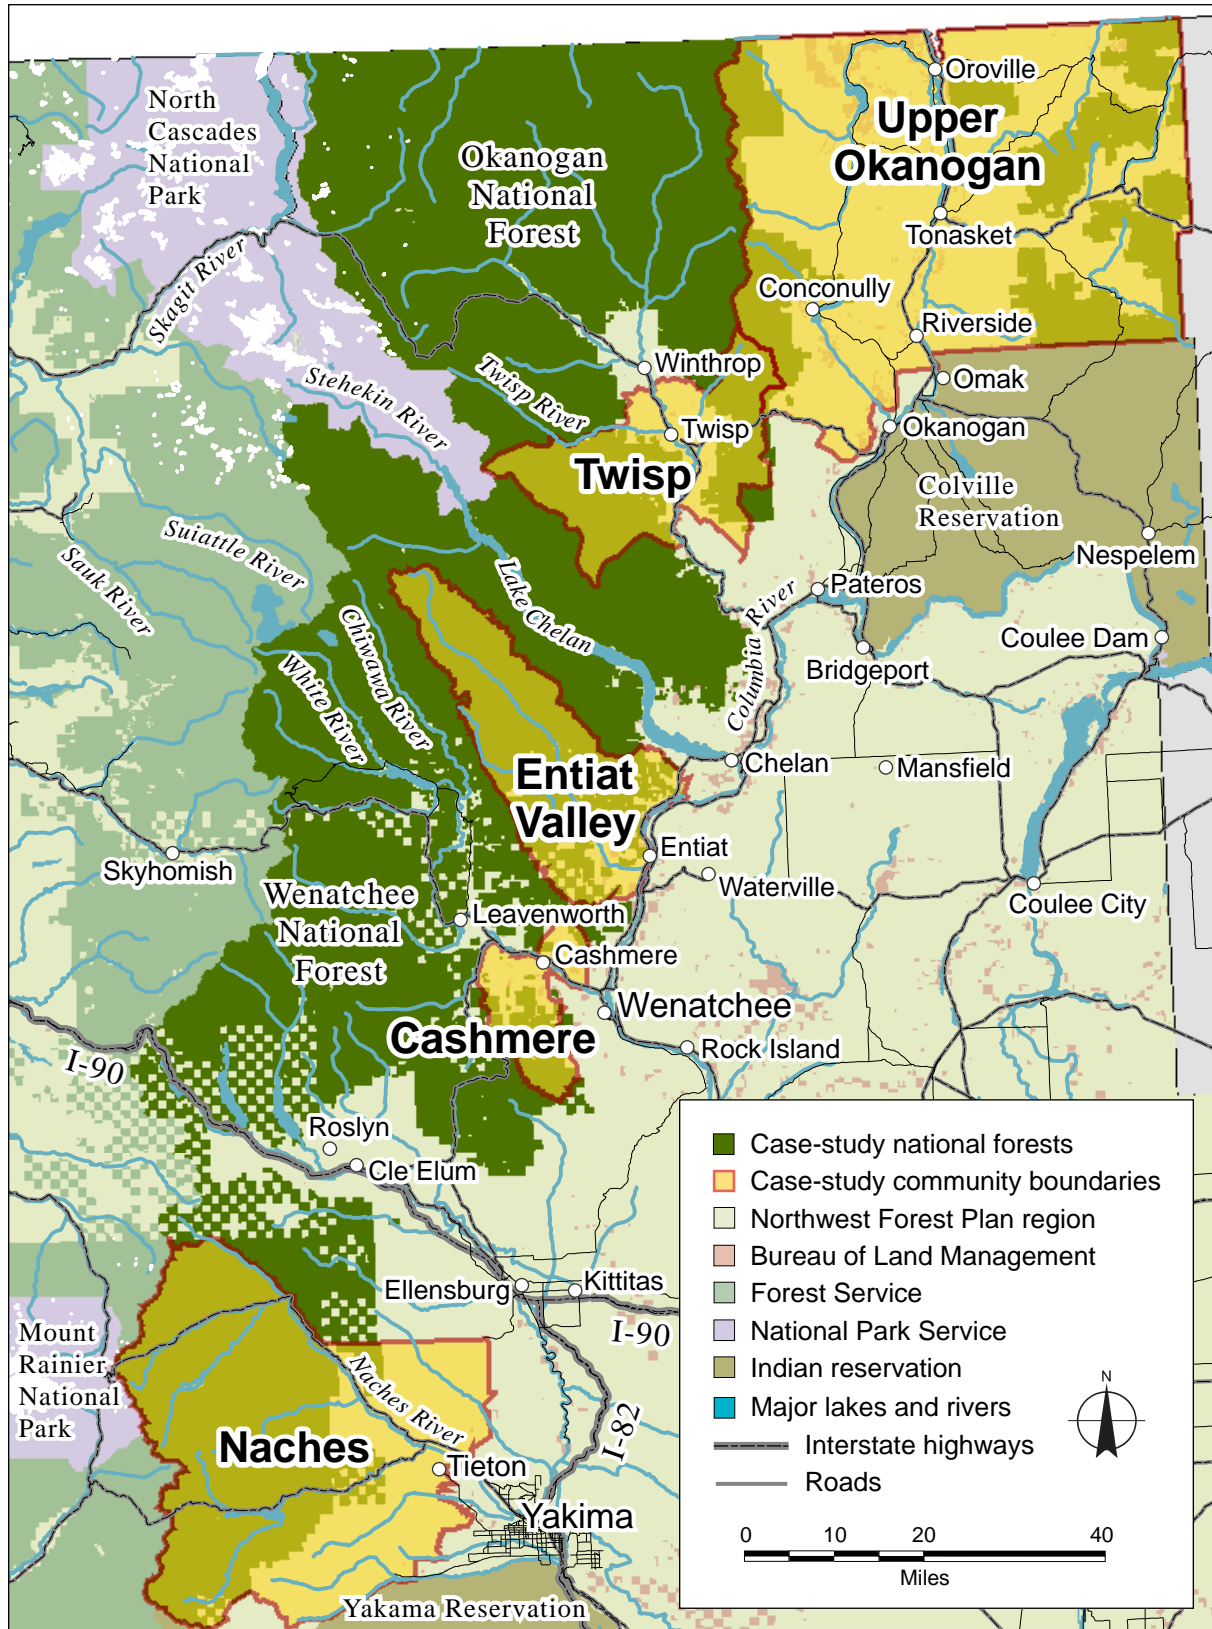 North
Cascades
National
Park
Okanogan
National
Forest
Oroville
Upper
Okanogan
Tonasket
Skagit River
Conconully
Riverside
Winthrop
Omak
Stehekin River
Twisp River
Twisp
Okanogan
Twisp
Colville
Reservation
Suiattle River
Sauk River
Nespelem
Lake Chelan
Pateros
Chiwawa River
Columbia River
Coulee Dam
White River
Bridgeport
Chelan
Mansfield
Entiat
Valley
Entiat
Skyhomish
Waterville
Wenatchee
National
Forest
Leavenworth
Coulee City
Cashmere
Wenatchee
Cashmere
Rock Island
I-90
Roslyn
Cle Elum
Ellensburg
Kittitas
I-90
Mount
Rainier
National
Park
Naches River
I-82
Naches
Tieton
Yakima
Yakama Reservation
Case-study national forests
Case-study community boundaries
Northwest Forest Plan region
Bureau of Land Management
Forest Service
National Park Service
Indian reservation
Major lakes and rivers
Interstate highways
Roads
N
0 10 20 40
Miles